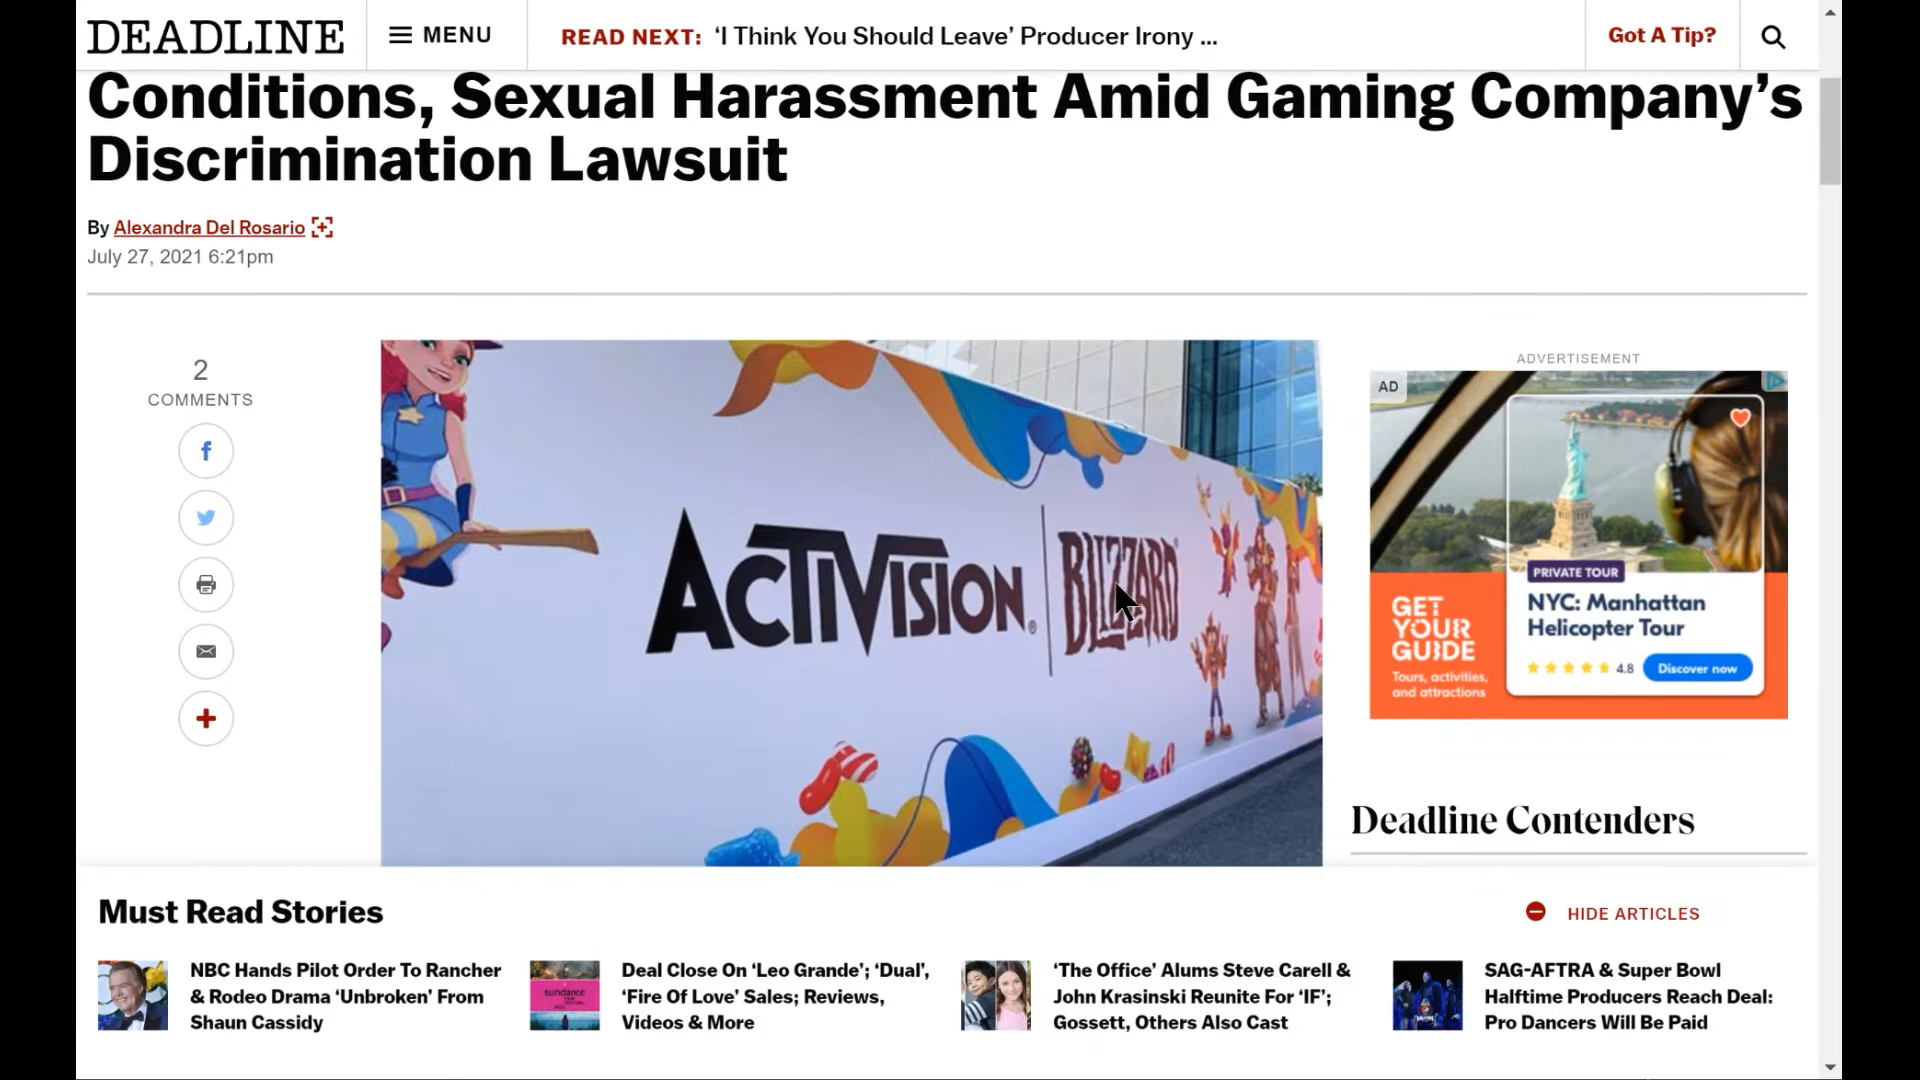 DEADLINE
MENU
READ NEXT: ‘I Think You Should Leave’ Producer Irony ...
Got A Tip?
Conditions, Sexual Harassment Amid Gaming Company’s
Discrimination Lawsuit
By Alexandra Del Rosario
July 27, 2021 6:21pm
2
COMMENTS
ACTIVISION® BLIZZARD
ADVERTISEMENT
AD
PRIVATE TOUR
NYC: Manhattan
Helicopter Tour
4.8 Discover now
GET
YOUR
GUIDE
Tours, activities,
and attractions
Deadline Contenders
Must Read Stories
HIDE ARTICLES
NBC Hands Pilot Order To Rancher
& Rodeo Drama ‘Unbroken’ From
Shaun Cassidy
sundance
Deal Close On ‘Leo Grande’; ‘Dual’,
‘Fire Of Love’ Sales; Reviews,
Videos & More
‘The Office’ Alums Steve Carell &
John Krasinski Reunite For ‘IF’;
Gossett, Others Also Cast
SAG-AFTRA & Super Bowl
Halftime Producers Reach Deal:
Pro Dancers Will Be Paid